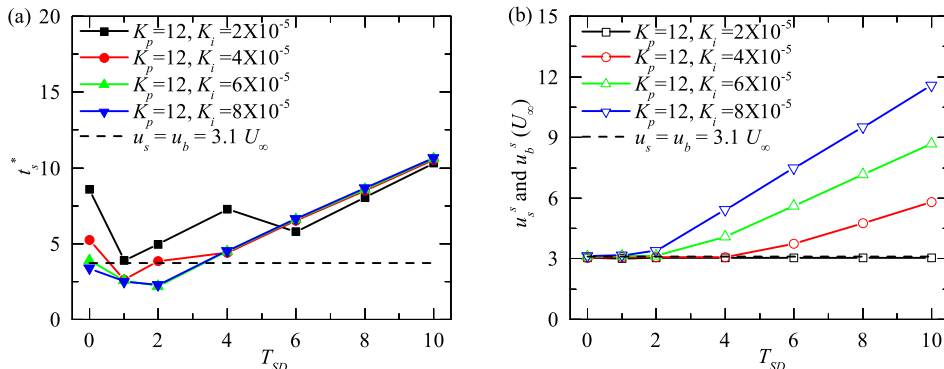 (a)
20
15
10
5
0
t_s^*
K_p=12, K_i=2X10^-5
K_p=12, K_i=4X10^-5
K_p=12, K_i=6X10^-5
K_p=12, K_i=8X10^-5
u_s = u_b = 3.1 U_∞
0 2 4 6 8 10
T_SD
(b)
15
12
9
6
3
0
u_s^s and u_b^s (U_∞)
K_p=12, K_i=2X10^-5
K_p=12, K_i=4X10^-5
K_p=12, K_i=6X10^-5
K_p=12, K_i=8X10^-5
u_s = u_b = 3.1 U_∞
0 2 4 6 8 10
T_SD